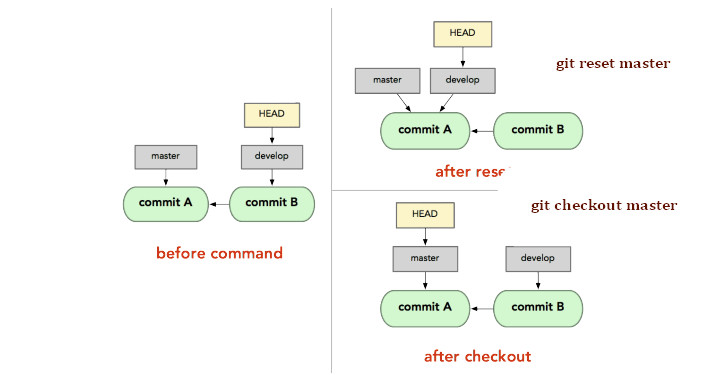 HEAD
master
develop
commit A
commit B
before command
HEAD
git reset master
master
develop
commit A
commit B
after rese
git checkout master
HEAD
master
develop
commit A
commit B
after checkout